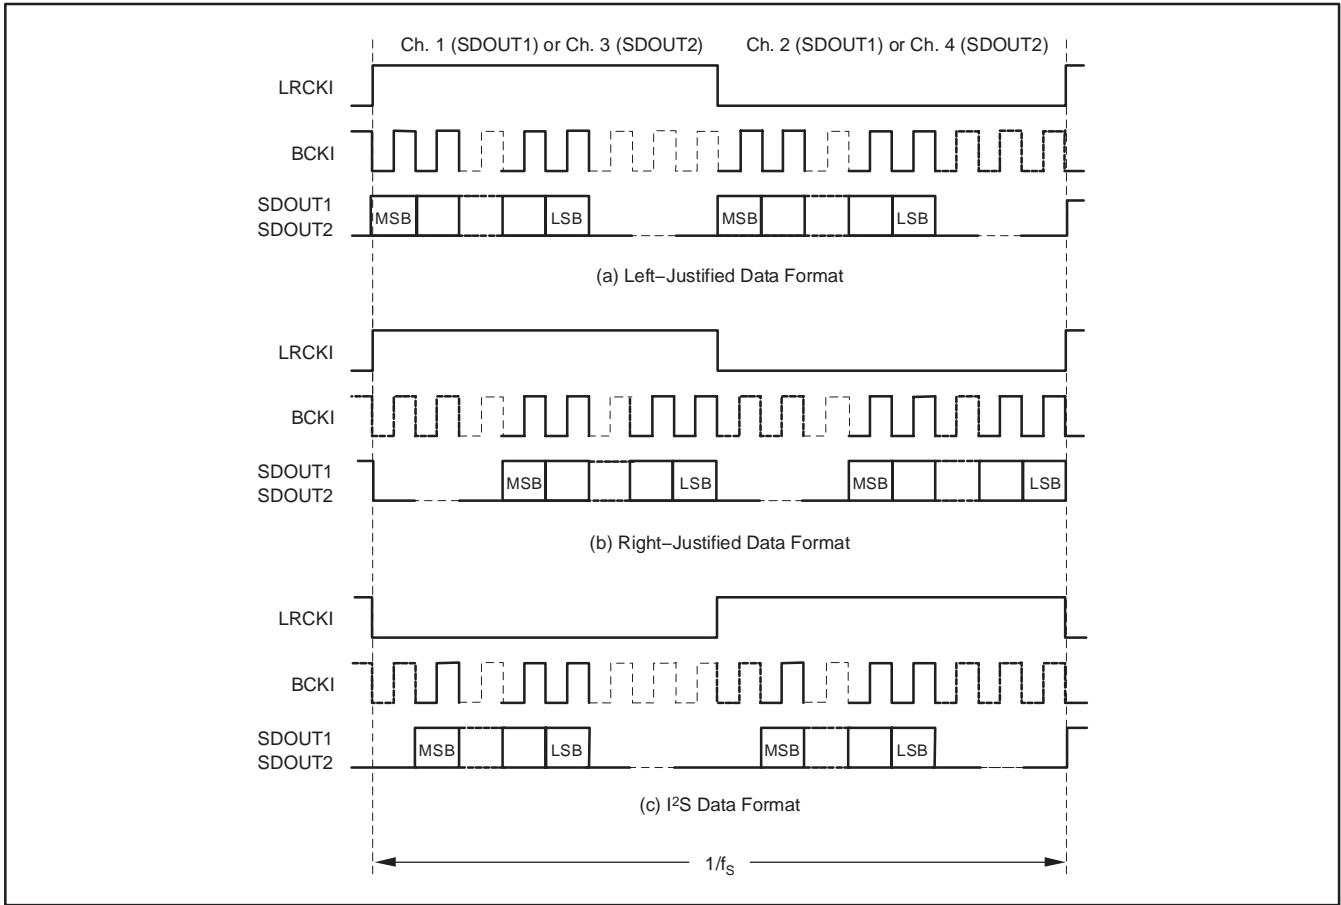 Ch. 1 (SDOUT1) or Ch. 3 (SDOUT2) Ch. 2 (SDOUT1) or Ch. 4 (SDOUT2)
LRCKI
BCKI
SDOUT1
SDOUT2
MSB LSB MSB LSB
(a) Left−Justified Data Format
LRCKI
BCKI
SDOUT1
SDOUT2
MSB LSB MSB LSB
(b) Right−Justified Data Format
LRCKI
BCKI
SDOUT1
SDOUT2
MSB LSB MSB LSB
(c) I²S Data Format
1/fS